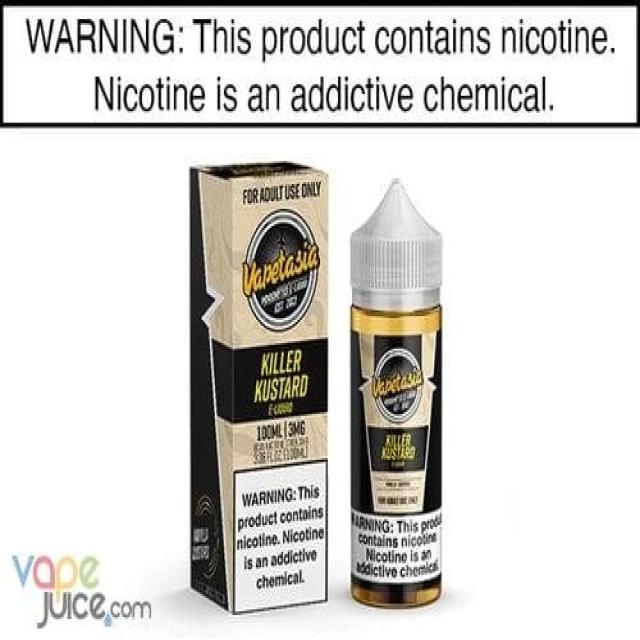 WARNING: This product contains nicotine.
Nicotine is an addictive chemical.
FOR ADULT USE ONLY
Vapetasia
EST. 2013
KILLER
KUSTARD
E-LIQUID
100ML | 3MG
WARNING: This
product contains
nicotine. Nicotine
is an addictive
chemical.
Vapetasia
KILLER
KUSTARD
FOR ADULT USE ONLY
WARNING: This produ
contains nicotine.
Nicotine is an
addictive chemical.
VAPE
JUICE.com